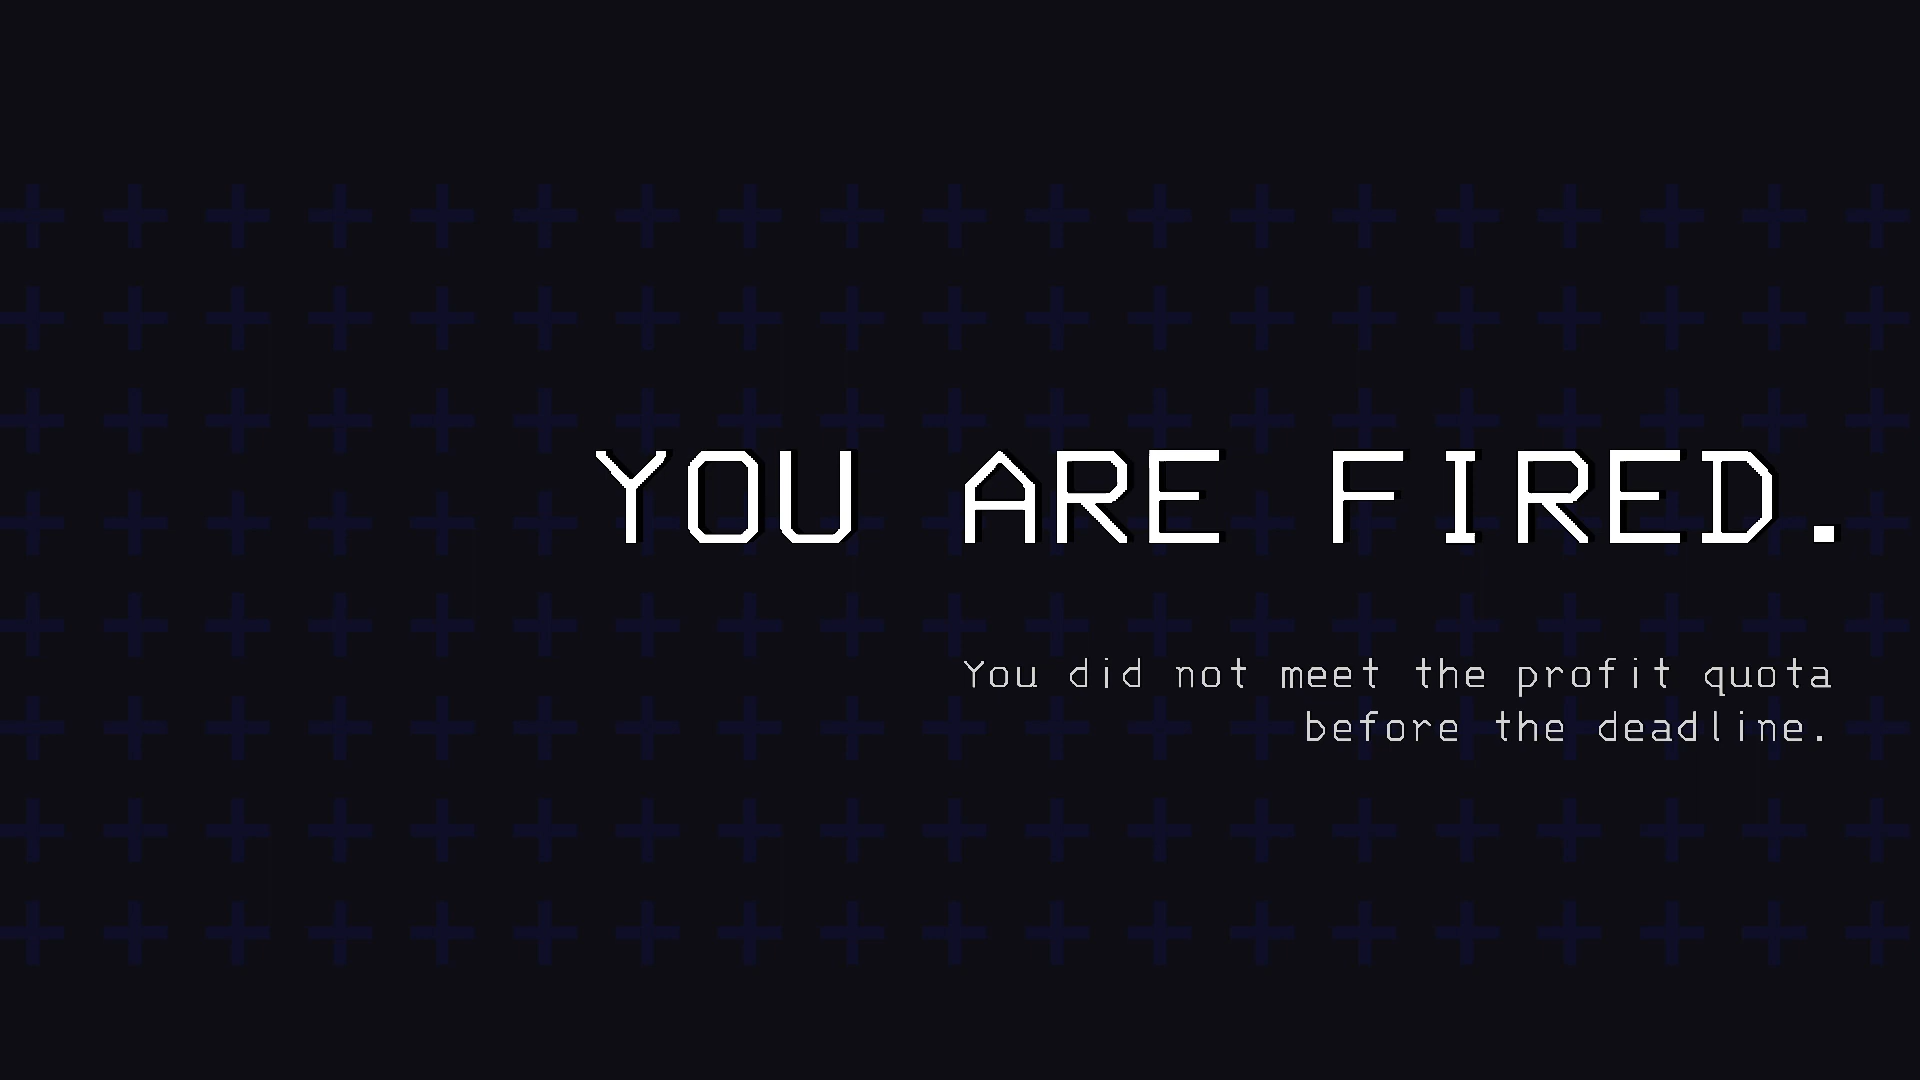 YOU ARE FIRED.
You did not meet the profit quota
before the deadline.